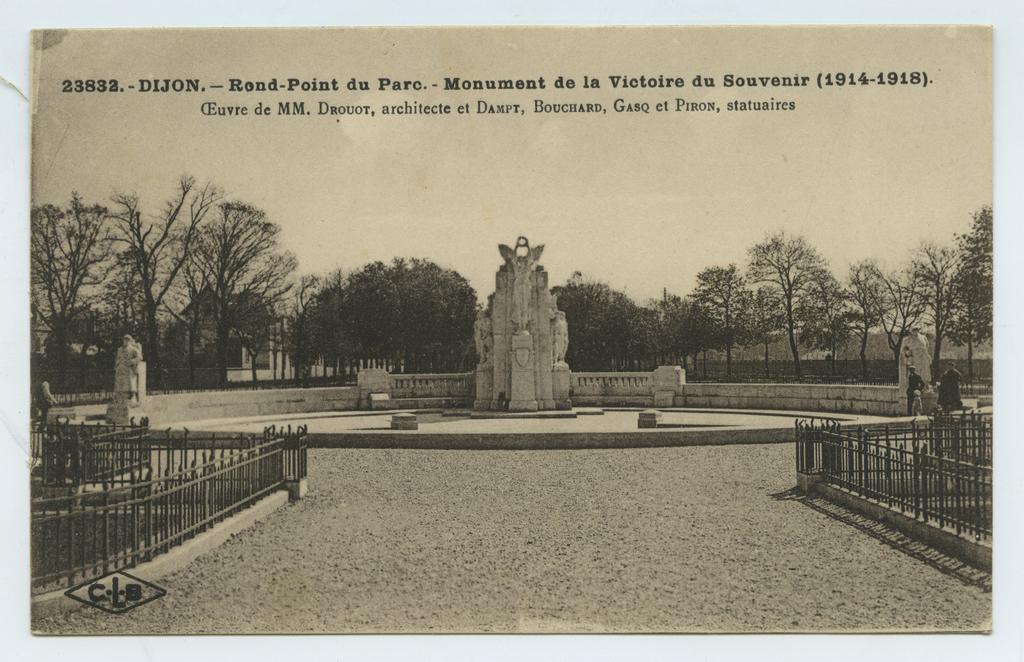 23832. - DIJON. — Rond-Point du Parc. - Monument de la Victoire du Souvenir (1914-1918).
Œuvre de MM. DROUOT, architecte et DAMPT, BOUCHARD, GASQ et PIRON, statuaires
C·L·B